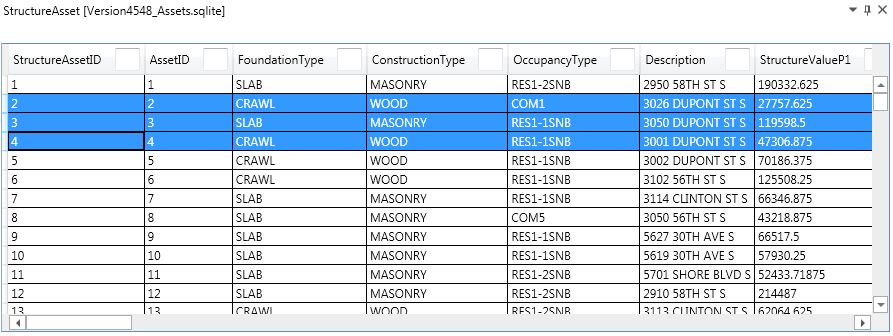 StructureAsset [Version4548_Assets.sqlite]
StructureAssetID AssetID FoundationType ConstructionType OccupancyType Description StructureValueP1
1 1 SLAB MASONRY RES1-2SNB 2950 58TH ST S 190332.625
2 2 CRAWL WOOD COM1 3026 DUPONT ST S 27757.625
3 3 SLAB MASONRY RES1-1SNB 3050 DUPONT ST S 119598.5
4 4 CRAWL WOOD RES1-1SNB 3001 DUPONT ST S 47306.875
5 5 CRAWL WOOD RES1-1SNB 3002 DUPONT ST S 70186.375
6 6 CRAWL WOOD RES1-1SNB 3102 56TH ST S 125508.25
7 7 SLAB MASONRY RES1-1SNB 3114 CLINTON ST S 66346.875
8 8 SLAB MASONRY COM5 3050 56TH ST S 43218.875
9 9 SLAB MASONRY RES1-1SNB 5627 30TH AVE S 66517.5
10 10 SLAB MASONRY RES1-1SNB 5619 30TH AVE S 57930.25
11 11 SLAB MASONRY RES1-2SNB 5701 SHORE BLVD S 52433.71875
12 12 SLAB MASONRY RES1-2SNB 2910 58TH ST S 214487
13 13 CRAWL WOOD RES1-1SNB 3113 CLINTON ST S 62064.625